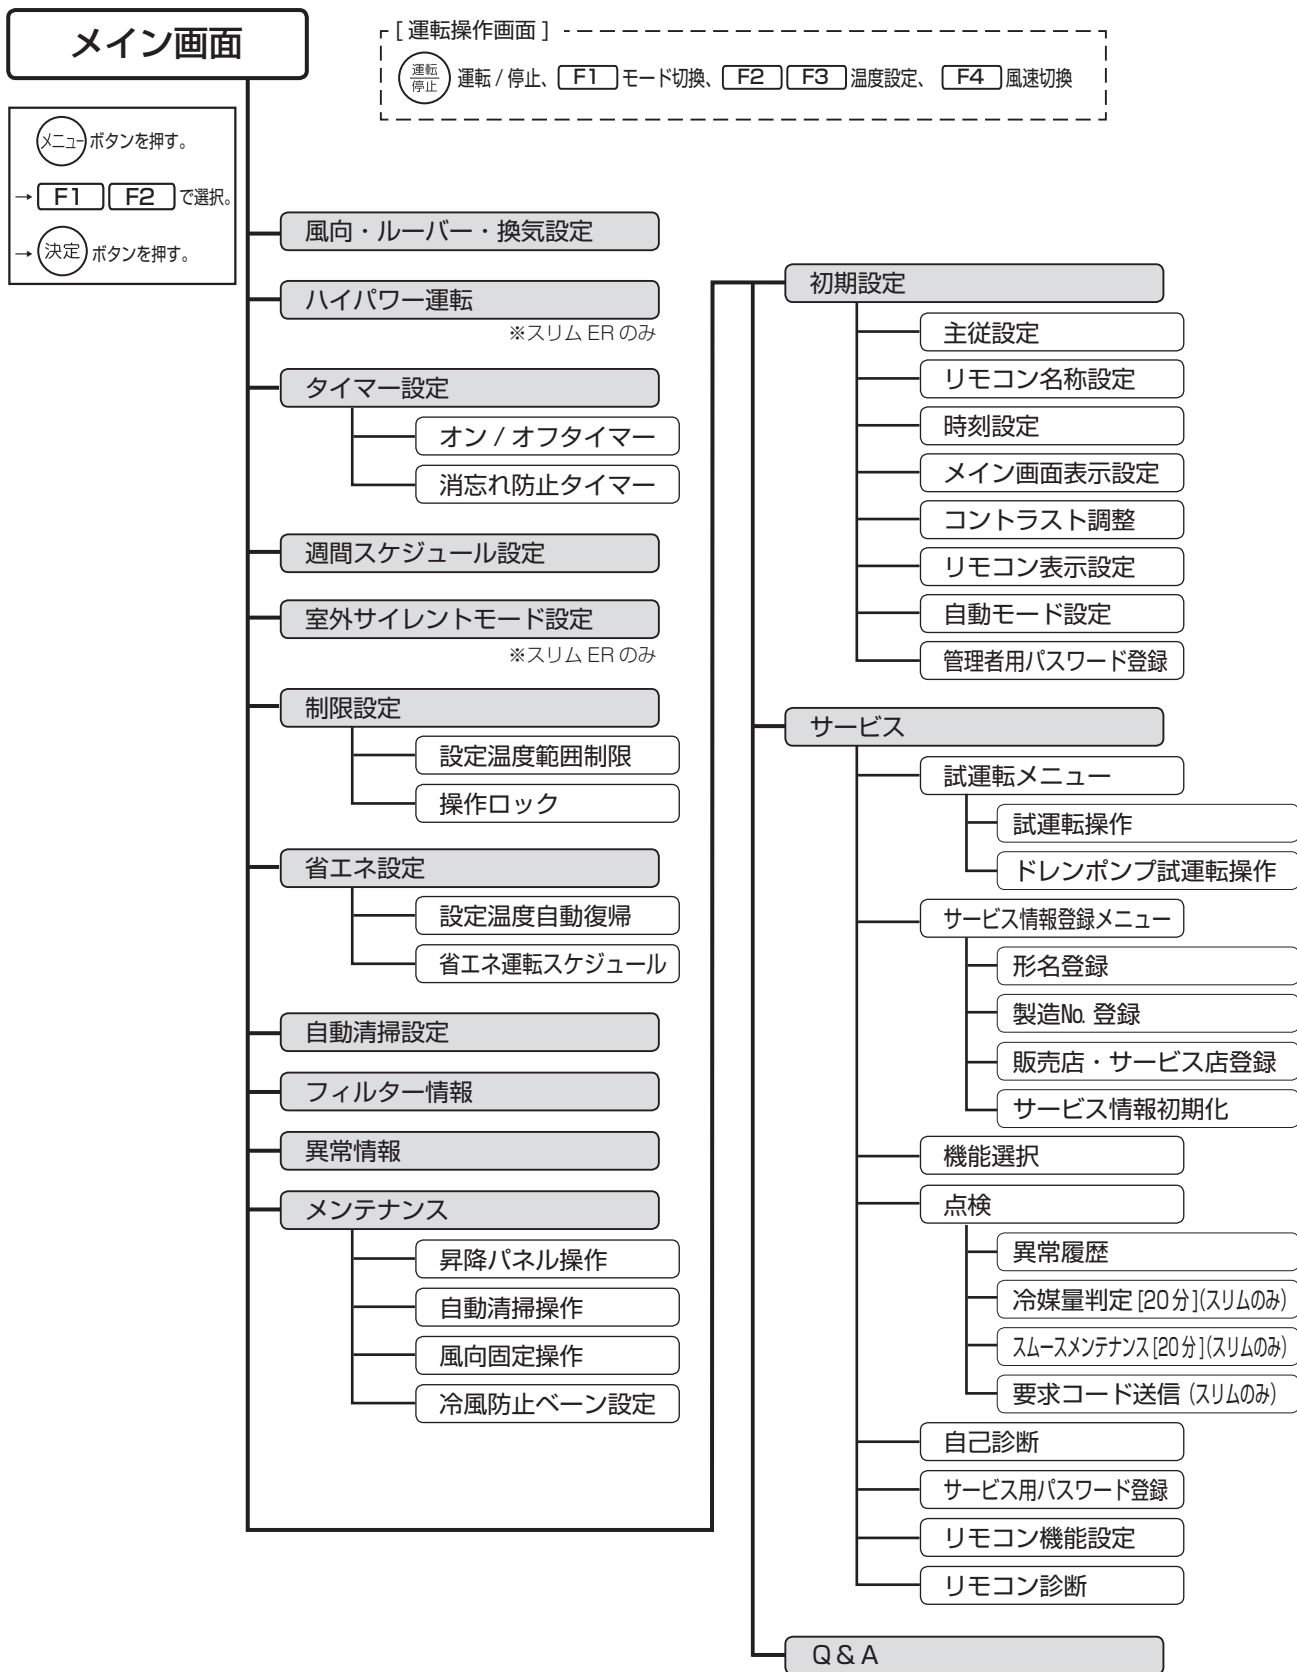 メイン画面
[ 運転操作画面 ]
運転
停止
運転 / 停止、 F1 モード切換、 F2 F3 温度設定、 F4 風速切換
メニュー ボタンを押す。
→ F1 F2 で選択。
→ 決定 ボタンを押す。
風向・ルーバー・換気設定
ハイパワー運転
※スリム ER のみ
タイマー設定
オン / オフタイマー
消忘れ防止タイマー
週間スケジュール設定
室外サイレントモード設定
※スリム ER のみ
制限設定
設定温度範囲制限
操作ロック
省エネ設定
設定温度自動復帰
省エネ運転スケジュール
自動清掃設定
フィルター情報
異常情報
メンテナンス
昇降パネル操作
自動清掃操作
風向固定操作
冷風防止ベーン設定
初期設定
主従設定
リモコン名称設定
時刻設定
メイン画面表示設定
コントラスト調整
リモコン表示設定
自動モード設定
管理者用パスワード登録
サービス
試運転メニュー
試運転操作
ドレンポンプ試運転操作
サービス情報登録メニュー
形名登録
製造№ 登録
販売店・サービス店登録
サービス情報初期化
機能選択
点検
異常履歴
冷媒量判定 [20分](スリムのみ)
スムースメンテナンス [20分](スリムのみ)
要求コード送信 (スリムのみ)
自己診断
サービス用パスワード登録
リモコン機能設定
リモコン診断
Q & A